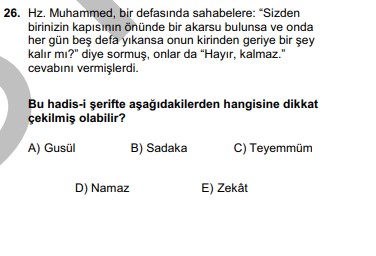 26. Hz. Muhammed, bir defasında sahabelere: “Sizden
birinizin kapısının önünde bir akarsu bulunsa ve onda
her gün beş defa yıkansa onun kirinden geriye bir şey
kalır mı?” diye sormuş, onlar da “Hayır, kalmaz.”
cevabını vermişlerdi.
Bu hadis-i şerifte aşağıdakilerden hangisine dikkat
çekilmiş olabilir?
A) Gusül B) Sadaka C) Teyemmüm
D) Namaz E) Zekât